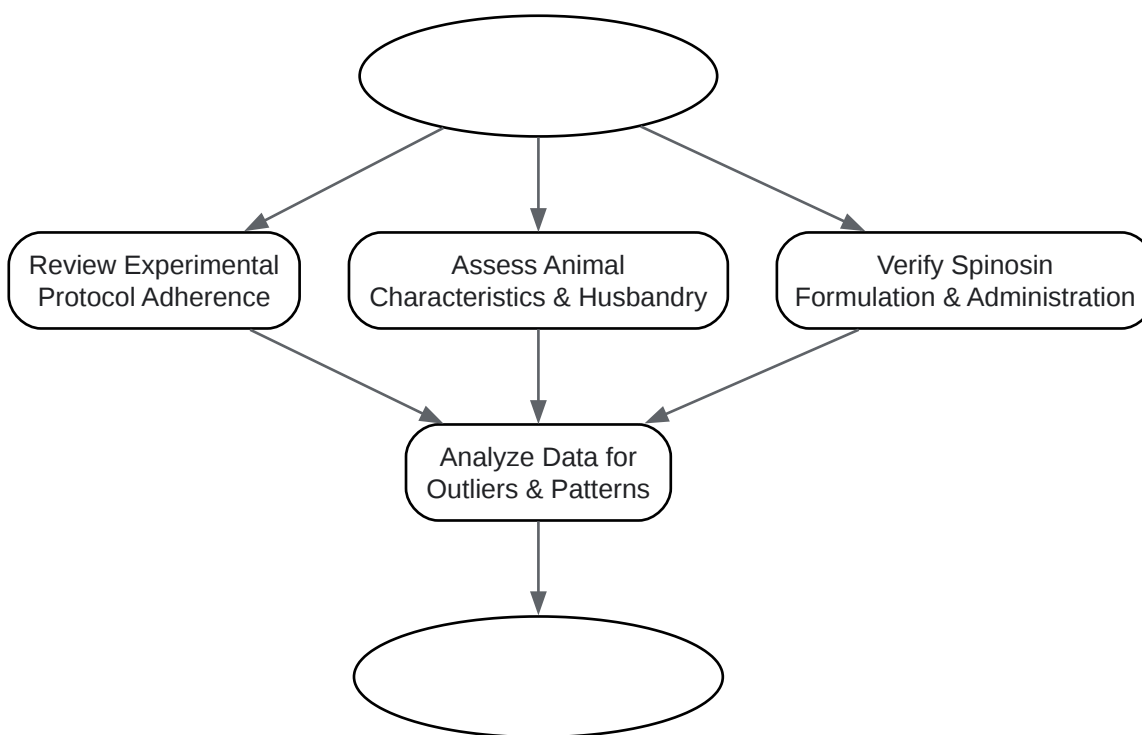 Review Experimental
Protocol Adherence
Assess Animal
Characteristics & Husbandry
Verify Spinosin
Formulation & Administration
Analyze Data for
Outliers & Patterns